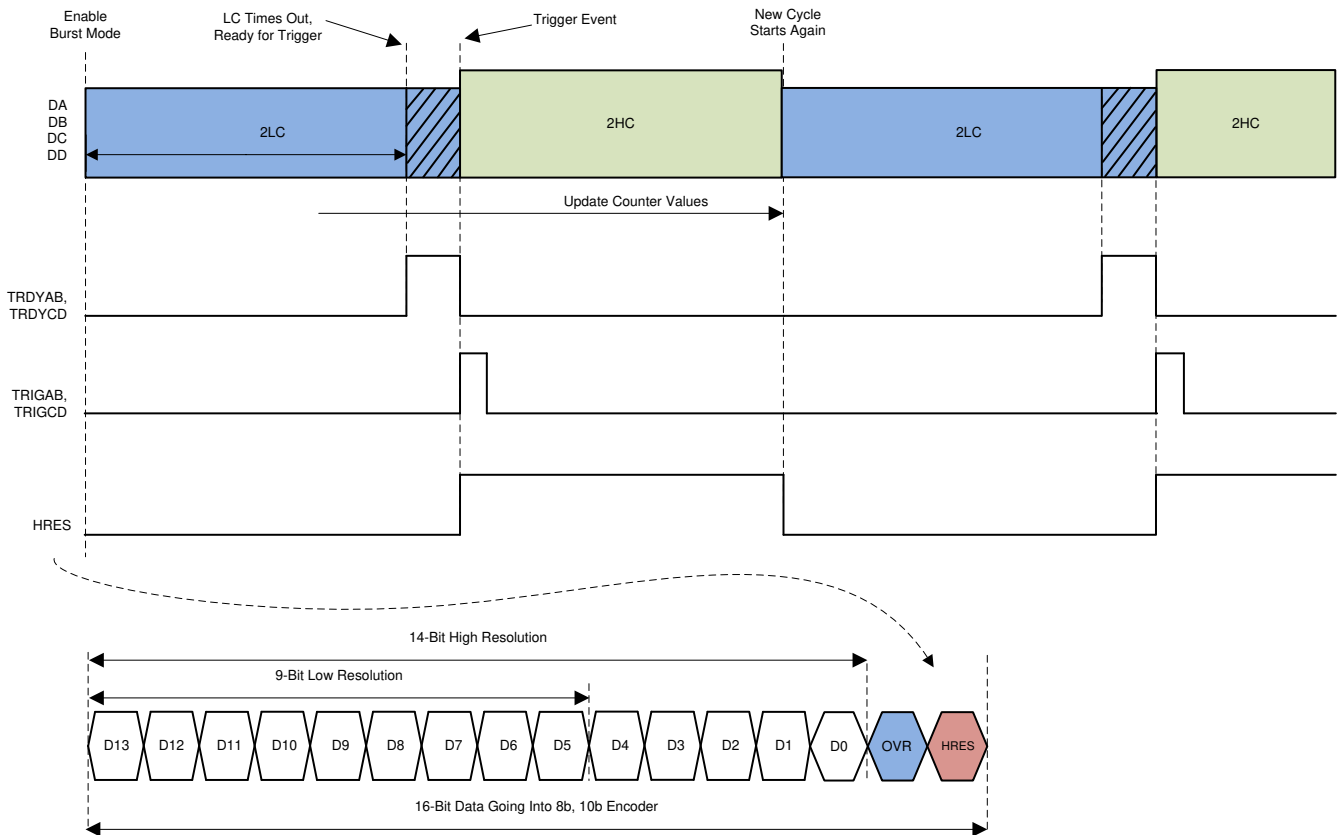 Enable
Burst Mode
LC Times Out,
Ready for Trigger
Trigger Event
New Cycle
Starts Again
DA
DB
DC
DD
2LC
2HC
2LC
2HC
Update Counter Values
TRDYAB,
TRDYCD
TRIGAB,
TRIGCD
HRES
14-Bit High Resolution
9-Bit Low Resolution
D13 D12 D11 D10 D9 D8 D7 D6 D5 D4 D3 D2 D1 D0 OVR HRES
16-Bit Data Going Into 8b, 10b Encoder